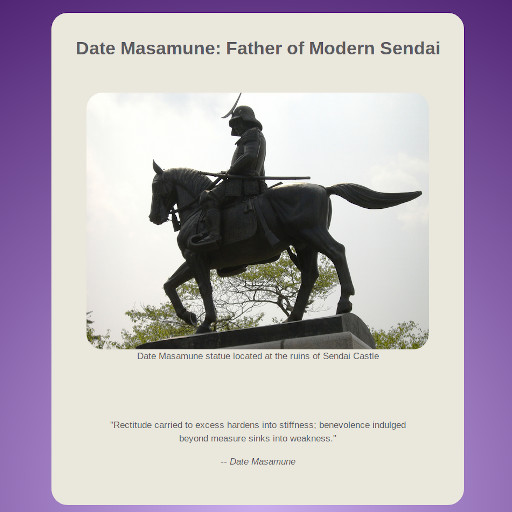 Date Masamune: Father of Modern Sendai
Date Masamune statue located at the ruins of Sendai Castle
"Rectitude carried to excess hardens into stiffness; benevolence indulged
beyond measure sinks into weakness."
-- Date Masamune